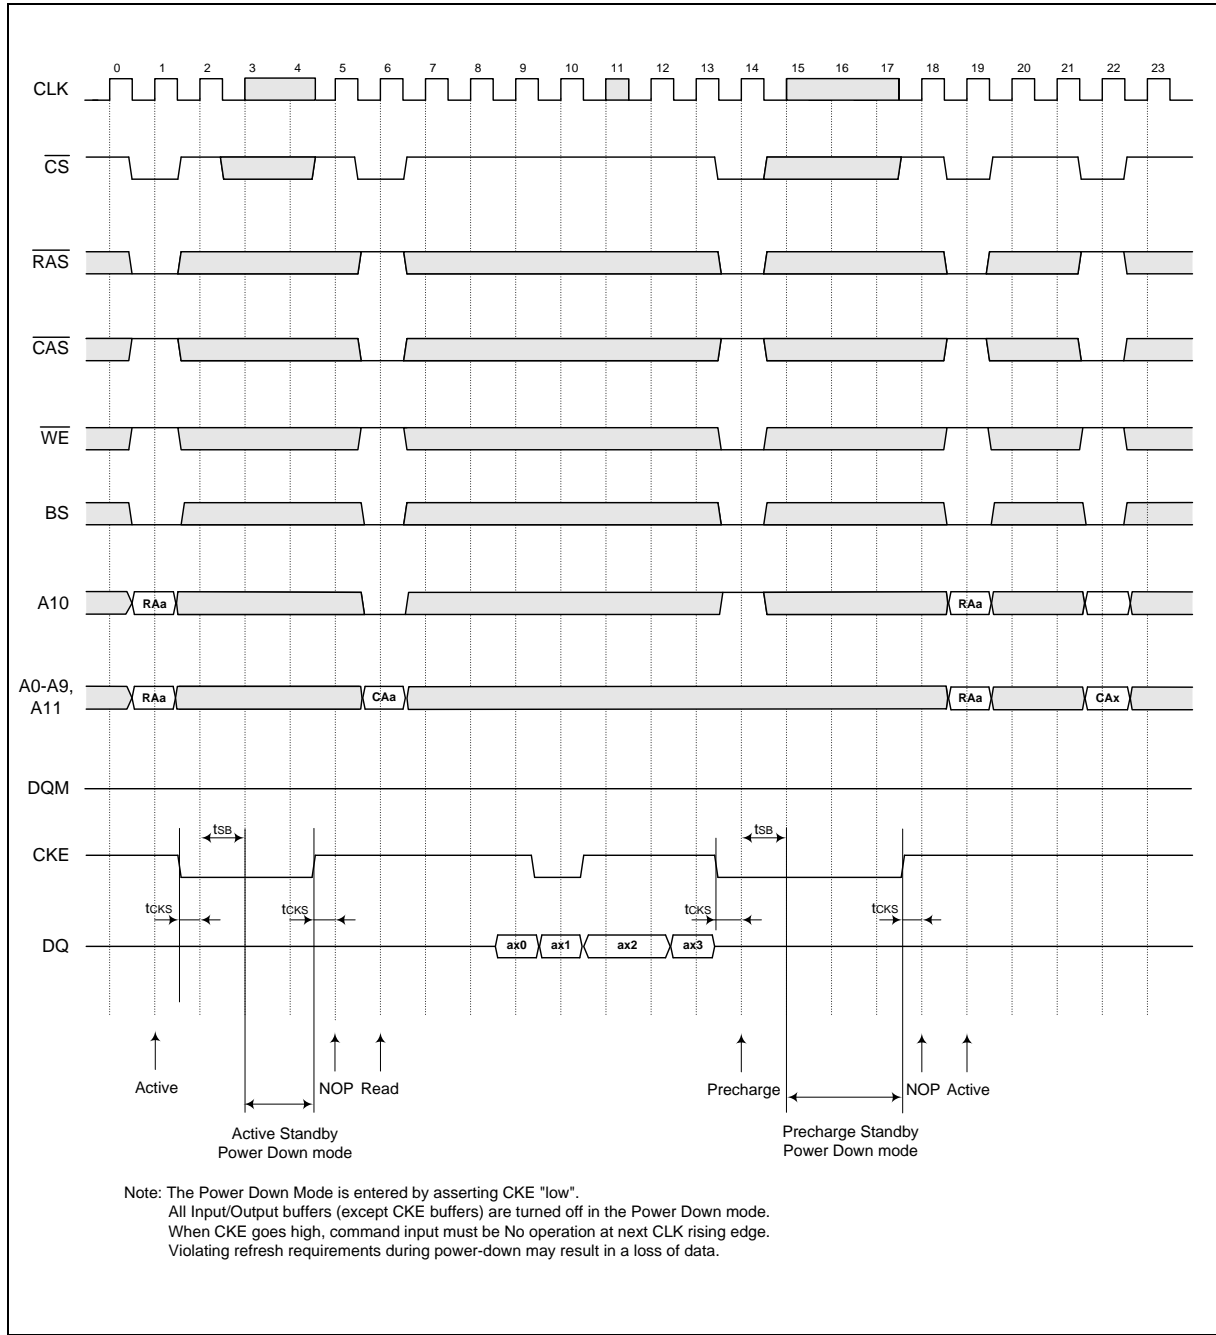 0 1 2 3 4 5 6 7 8 9 10 11 12 13 14 15 16 17 18 19 20 21 22 23
CLK
CS
RAS
CAS
WE
BS
A10 RAa RAa
A0-A9,
A11
RAa CAa RAa CAx
DQM
tSB tSB
CKE
tCKS tCKS tCKS tCKS
DQ ax0 ax1 ax2 ax3
Active NOP Read Precharge NOP Active
Active Standby
Power Down mode
Precharge Standby
Power Down mode
Note: The Power Down Mode is entered by asserting CKE "low".
All Input/Output buffers (except CKE buffers) are turned off in the Power Down mode.
When CKE goes high, command input must be No operation at next CLK rising edge.
Violating refresh requirements during power-down may result in a loss of data.